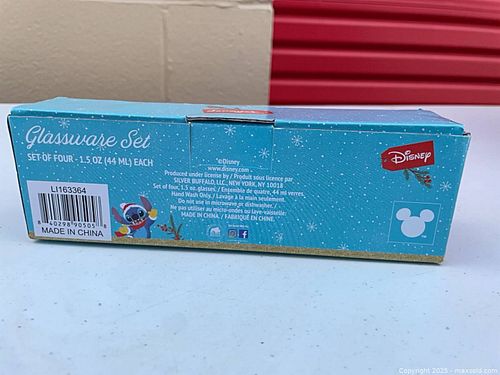 Glassware Set
SET OF FOUR - 1.5 OZ (44 ML) EACH
LI163364
40298 90505
MADE IN CHINA
©Disney
www.disney.com
Produced under license by / Produit sous licence par
SILVER BUFFALO, LLC., NEW YORK, NY 10018
Set of four, 1.5 oz. glasses. / Ensemble de quatre, 44 ml verres.
Hand Wash Only. / Lavage à la main seulement.
Do not use in microwave or dishwasher. /
Ne pas utiliser au micro-ondes ou lave-vaisselle.
MADE IN CHINA. / FABRIQUÉ EN CHINE.
Disney
Copyright 2025 - maxsold.com